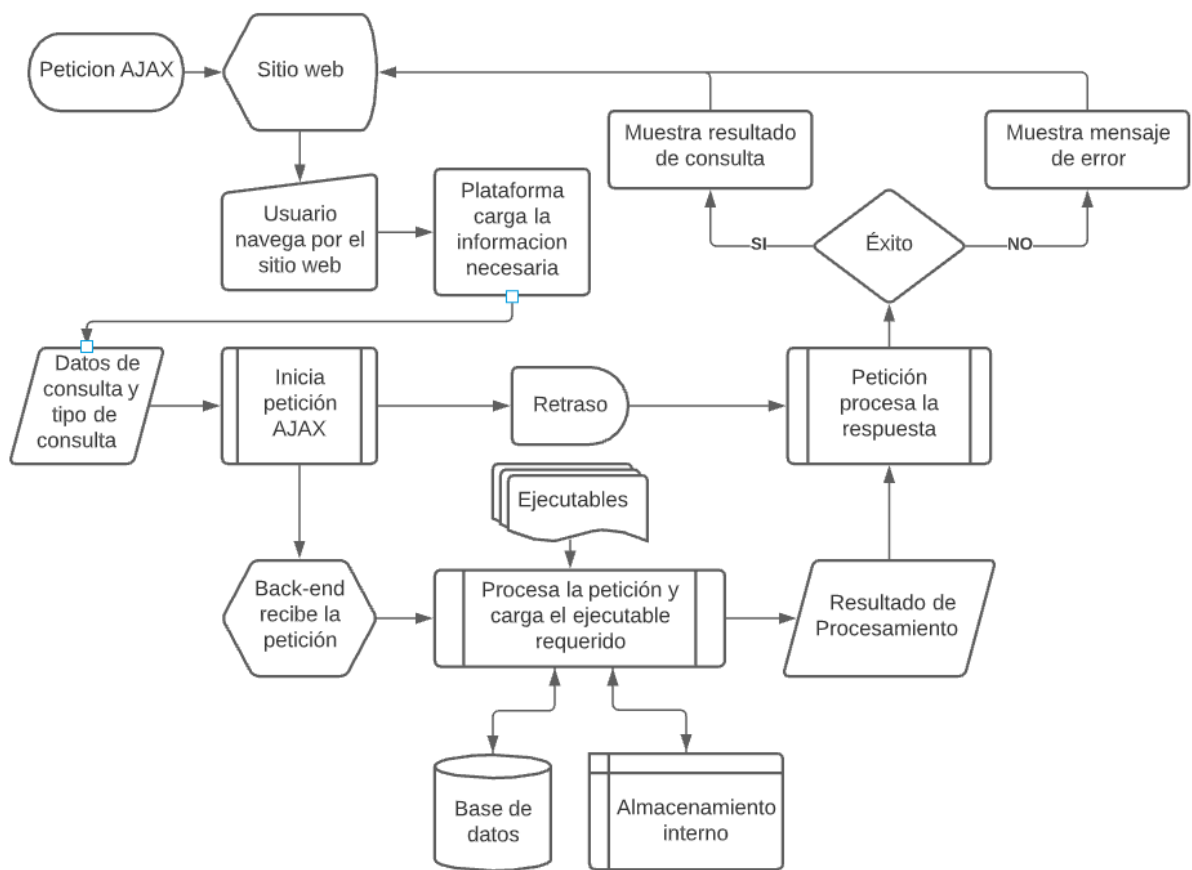 Peticion AJAX
Sitio web
Muestra resultado
de consulta
Muestra mensaje
de error
Usuario
navega por el
sitio web
Plataforma
carga la
informacion
necesaria
Éxito
SI
NO
Datos de
consulta y
tipo de
consulta
Inicia
petición
AJAX
Retraso
Petición
procesa la
respuesta
Ejecutables
Back-end
recibe la
petición
Procesa la petición y
carga el ejecutable
requerido
Resultado de
Procesamiento
Base de
datos
Almacenamiento
interno